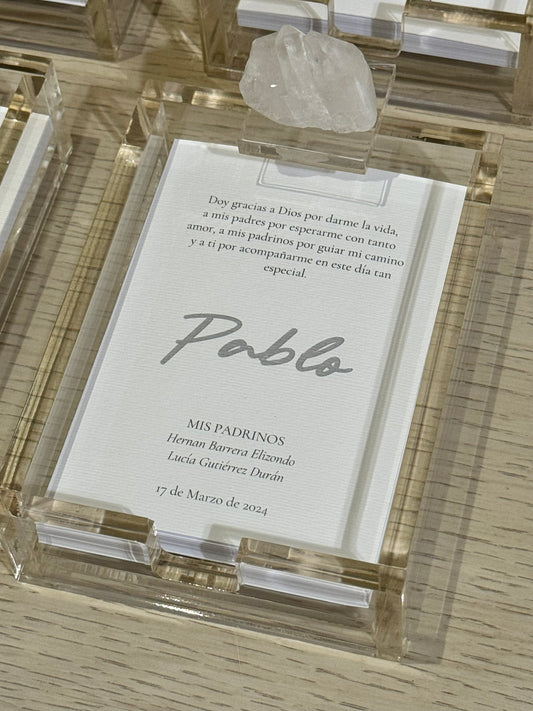 Doy gracias a Dios por darme la vida,
a mis padres por esperarme con tanto
amor, a mis padrinos por guiar mi camino
y a ti por acompañarme en este día tan
especial.
Pablo
MIS PADRINOS
Hernan Barrera Elizondo
Lucía Gutiérrez Durán
17 de Marzo de 2024